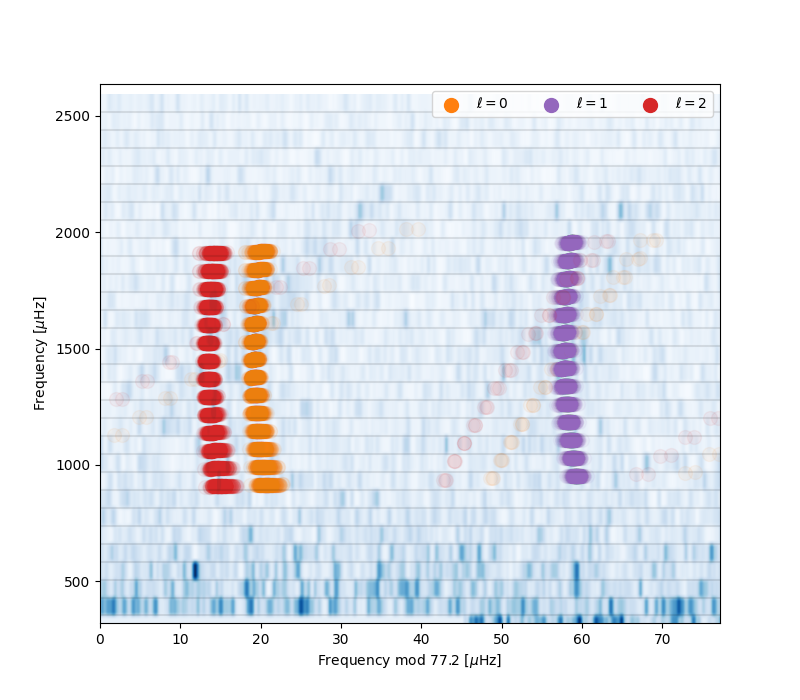 ℓ = 0 ℓ = 1 ℓ = 2
2500
2000
1500
1000
500
Frequency [μHz]
0 10 20 30 40 50 60 70
Frequency mod 77.2 [μHz]